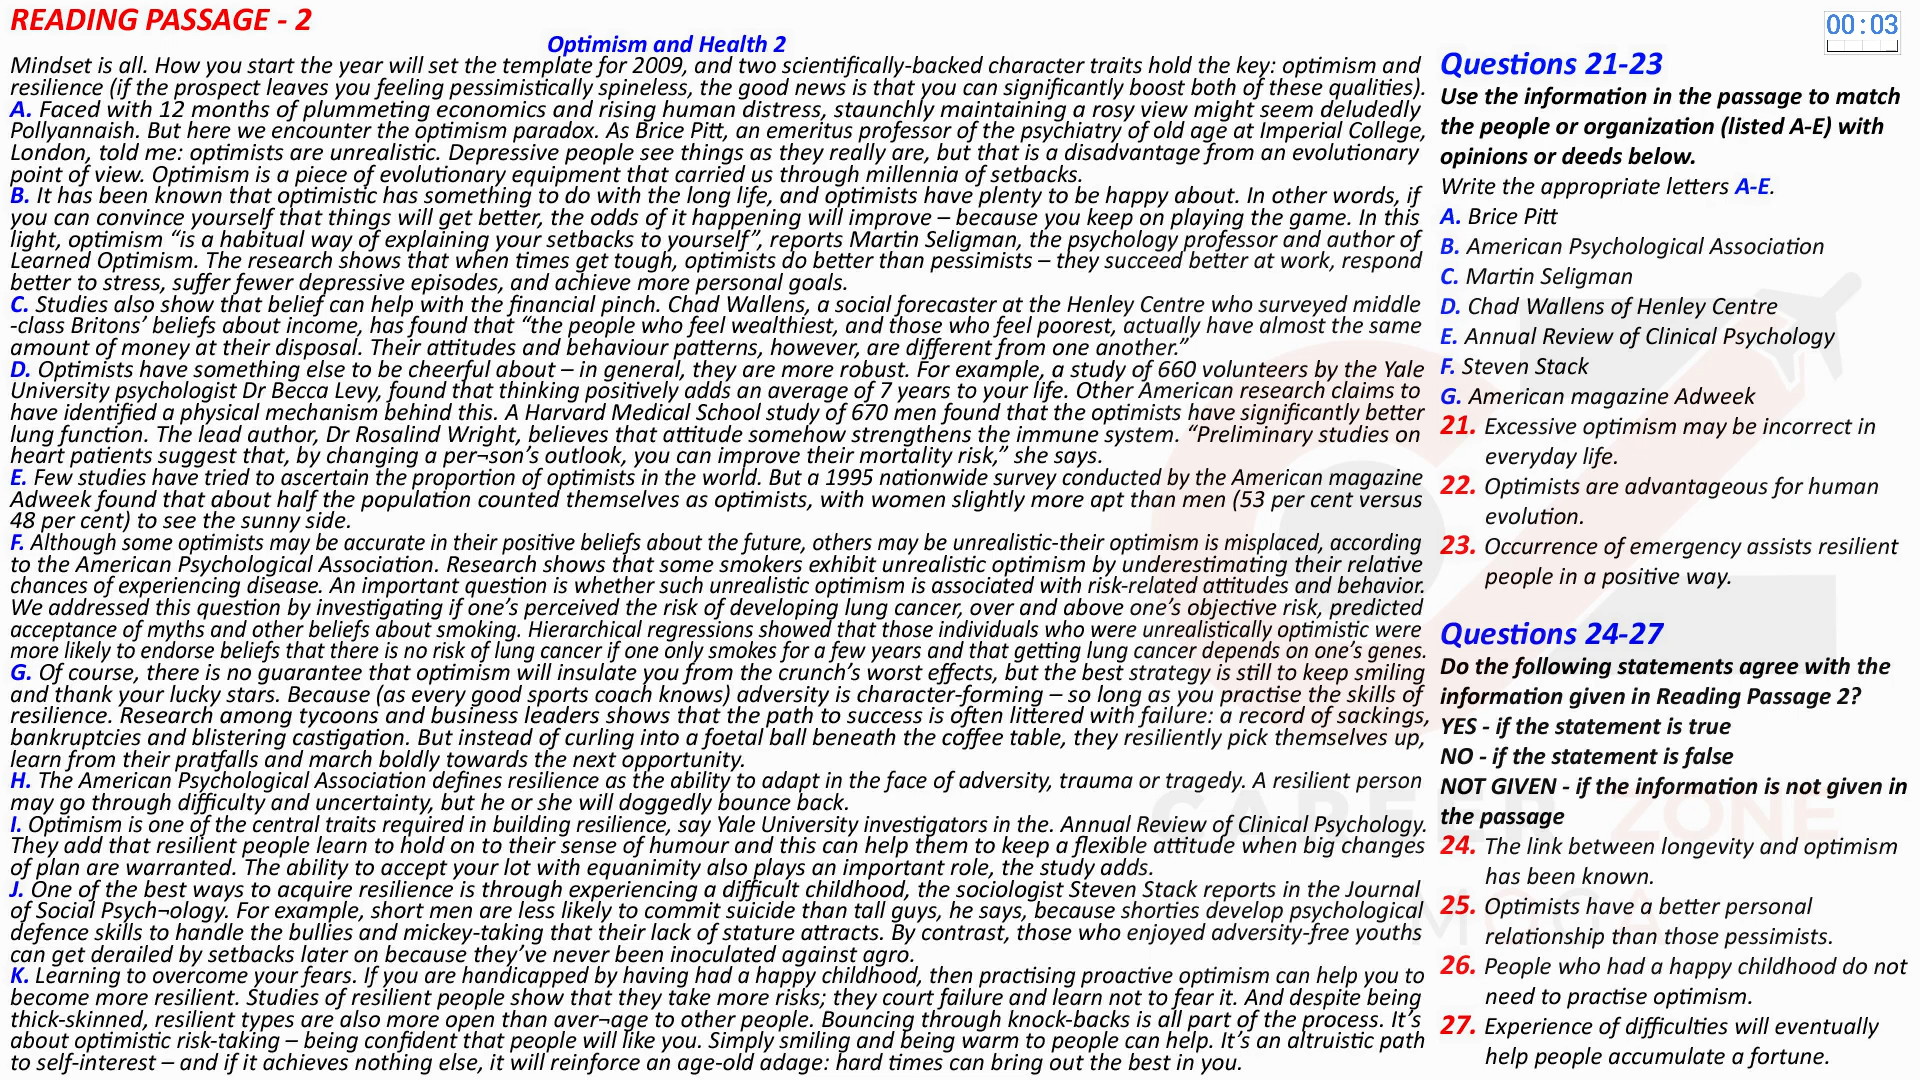 READING PASSAGE - 2
00:03
Optimism and Health 2
Mindset is all. How you start the year will set the template for 2009, and two scientifically-backed character traits hold the key: optimism and
resilience (if the prospect leaves you feeling pessimistically spineless, the good news is that you can significantly boost both of these qualities).
A. Faced with 12 months of plummeting economics and rising human distress, staunchly maintaining a rosy view might seem deludedly
Pollyannaish. But here we encounter the optimism paradox. As Brice Pitt, an emeritus professor of the psychiatry of old age at Imperial College,
London, told me: optimists are unrealistic. Depressive people see things as they really are, but that is a disadvantage from an evolutionary
point of view. Optimism is a piece of evolutionary equipment that carried us through millennia of setbacks.
B. It has been known that optimistic has something to do with the long life, and optimists have plenty to be happy about. In other words, if
you can convince yourself that things will get better, the odds of it happening will improve – because you keep on playing the game. In this
light, optimism “is a habitual way of explaining your setbacks to yourself”, reports Martin Seligman, the psychology professor and author of
Learned Optimism. The research shows that when times get tough, optimists do better than pessimists – they succeed better at work, respond
better to stress, suffer fewer depressive episodes, and achieve more personal goals.
C. Studies also show that belief can help with the financial pinch. Chad Wallens, a social forecaster at the Henley Centre who surveyed middle
-class Britons’ beliefs about income, has found that “the people who feel wealthiest, and those who feel poorest, actually have almost the same
amount of money at their disposal. Their attitudes and behaviour patterns, however, are different from one another.”
D. Optimists have something else to be cheerful about – in general, they are more robust. For example, a study of 660 volunteers by the Yale
University psychologist Dr Becca Levy, found that thinking positively adds an average of 7 years to your life. Other American research claims to
have identified a physical mechanism behind this. A Harvard Medical School study of 670 men found that the optimists have significantly better
lung function. The lead author, Dr Rosalind Wright, believes that attitude somehow strengthens the immune system. “Preliminary studies on
heart patients suggest that, by changing a per¬son’s outlook, you can improve their mortality risk,” she says.
E. Few studies have tried to ascertain the proportion of optimists in the world. But a 1995 nationwide survey conducted by the American magazine
Adweek found that about half the population counted themselves as optimists, with women slightly more apt than men (53 per cent versus
48 per cent) to see the sunny side.
F. Although some optimists may be accurate in their positive beliefs about the future, others may be unrealistic-their optimism is misplaced, according
to the American Psychological Association. Research shows that some smokers exhibit unrealistic optimism by underestimating their relative
chances of experiencing disease. An important question is whether such unrealistic optimism is associated with risk-related attitudes and behavior.
We addressed this question by investigating if one’s perceived the risk of developing lung cancer, over and above one’s objective risk, predicted
acceptance of myths and other beliefs about smoking. Hierarchical regressions showed that those individuals who were unrealistically optimistic were
more likely to endorse beliefs that there is no risk of lung cancer if one only smokes for a few years and that getting lung cancer depends on one’s genes.
G. Of course, there is no guarantee that optimism will insulate you from the crunch’s worst effects, but the best strategy is still to keep smiling
and thank your lucky stars. Because (as every good sports coach knows) adversity is character-forming – so long as you practise the skills of
resilience. Research among tycoons and business leaders shows that the path to success is often littered with failure: a record of sackings,
bankruptcies and blistering castigation. But instead of curling into a foetal ball beneath the coffee table, they resiliently pick themselves up,
learn from their pratfalls and march boldly towards the next opportunity.
H. The American Psychological Association defines resilience as the ability to adapt in the face of adversity, trauma or tragedy. A resilient person
may go through difficulty and uncertainty, but he or she will doggedly bounce back.
I. Optimism is one of the central traits required in building resilience, say Yale University investigators in the. Annual Review of Clinical Psychology.
They add that resilient people learn to hold on to their sense of humour and this can help them to keep a flexible attitude when big changes
of plan are warranted. The ability to accept your lot with equanimity also plays an important role, the study adds.
J. One of the best ways to acquire resilience is through experiencing a difficult childhood, the sociologist Steven Stack reports in the Journal
of Social Psych¬ology. For example, short men are less likely to commit suicide than tall guys, he says, because shorties develop psychological
defence skills to handle the bullies and mickey-taking that their lack of stature attracts. By contrast, those who enjoyed adversity-free youths
can get derailed by setbacks later on because they’ve never been inoculated against agro.
K. Learning to overcome your fears. If you are handicapped by having had a happy childhood, then practising proactive optimism can help you to
become more resilient. Studies of resilient people show that they take more risks; they court failure and learn not to fear it. And despite being
thick-skinned, resilient types are also more open than aver¬age to other people. Bouncing through knock-backs is all part of the process. It’s
about optimistic risk-taking – being confident that people will like you. Simply smiling and being warm to people can help. It’s an altruistic path
to self-interest – and if it achieves nothing else, it will reinforce an age-old adage: hard times can bring out the best in you.
Questions 21-23
Use the information in the passage to match
the people or organization (listed A-E) with
opinions or deeds below.
Write the appropriate letters A-E.
A. Brice Pitt
B. American Psychological Association
C. Martin Seligman
D. Chad Wallens of Henley Centre
E. Annual Review of Clinical Psychology
F. Steven Stack
G. American magazine Adweek
21. Excessive optimism may be incorrect in
everyday life.
22. Optimists are advantageous for human
evolution.
23. Occurrence of emergency assists resilient
people in a positive way.
Questions 24-27
Do the following statements agree with the
information given in Reading Passage 2?
YES - if the statement is true
NO - if the statement is false
NOT GIVEN - if the information is not given in
the passage
24. The link between longevity and optimism
has been known.
25. Optimists have a better personal
relationship than those pessimists.
26. People who had a happy childhood do not
need to practise optimism.
27. Experience of difficulties will eventually
help people accumulate a fortune.
CAREER ZONE
MOGA